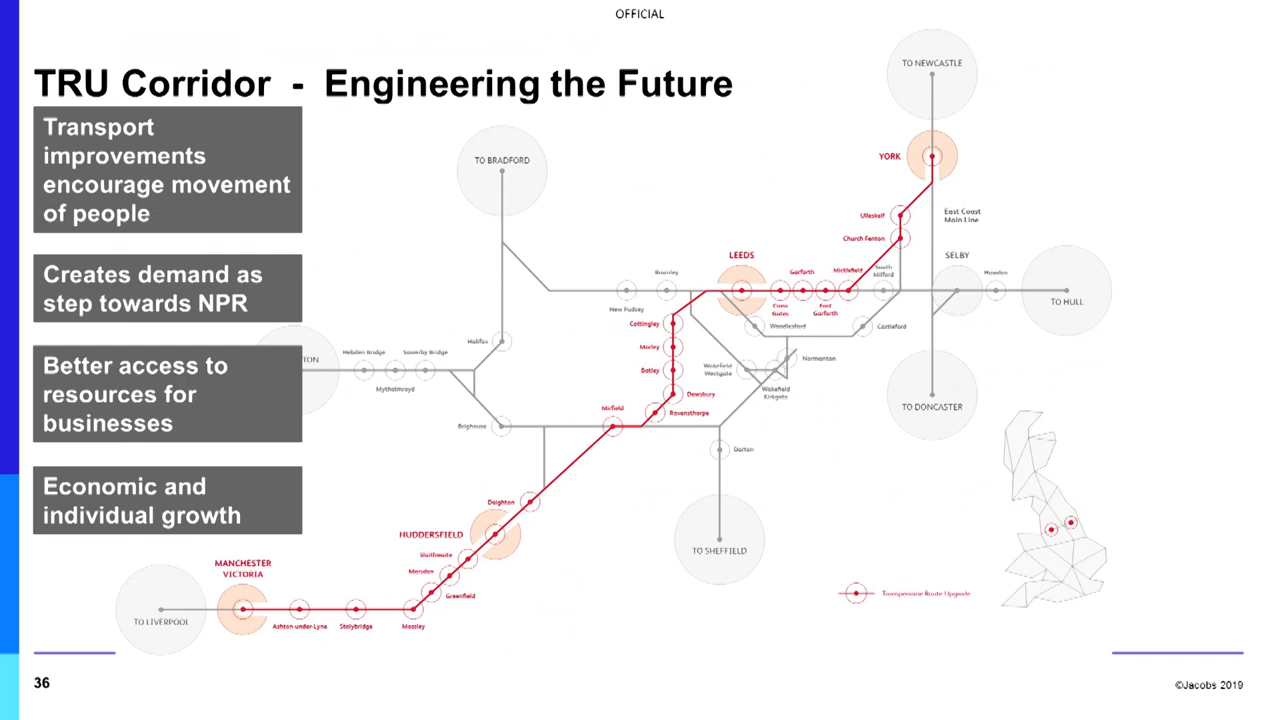 OFFICIAL
TRU Corridor - Engineering the Future
Transport
improvements
encourage movement
of people
Creates demand as
step towards NPR
Better access to
resources for
businesses
Economic and
individual growth
TO NEWCASTLE
YORK
TO BRADFORD
Ulleskelf
East Coast
Main Line
Church Fenton
LEEDS
SELBY
Bramley
Garforth
Micklefield
South
Milford
Howden
TO HULL
New Pudsey
Cross
Gates
East
Garforth
Cottingley
Woodlesford
Castleford
Halifax
Morley
TON
Hebden Bridge
Sowerby Bridge
Normanton
Batley
Wakefield
Westgate
Mytholmroyd
Wakefield
Kirkgate
Dewsbury
Mirfield
Ravensthorpe
TO DONCASTER
Brighouse
Darton
Deighton
HUDDERSFIELD
TO SHEFFIELD
Slaithwaite
MANCHESTER
VICTORIA
Marsden
Greenfield
Transpennine Route Upgrade
TO LIVERPOOL
Ashton-under-Lyne
Stalybridge
Mossley
36
©Jacobs 2019